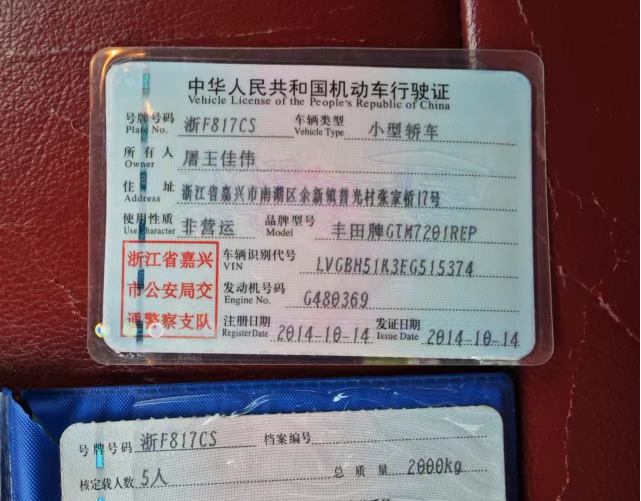 中华人民共和国机动车行驶证
Vehicle License of the People's Republic of China
号牌号码 浙F817CS 车辆类型 小型轿车
Plate No. Vehicle Type
所有人 屠王佳伟
Owner
住址 浙江省嘉兴市南湖区余新镇普光村张家桥17号
Address
使用性质 非营运 品牌型号 丰田牌GTM7201REP
Use Character Model
浙江省嘉兴
市公安局交
通警察支队
车辆识别代号 LVGBH51K3EG515374
VIN
发动机号码 G480369
Engine No.
注册日期 2014-10-14 发证日期 2014-10-14
Register Date Issue Date
号牌号码 浙F817CS 档案编号
核定载人数 5人 总质量 2000kg